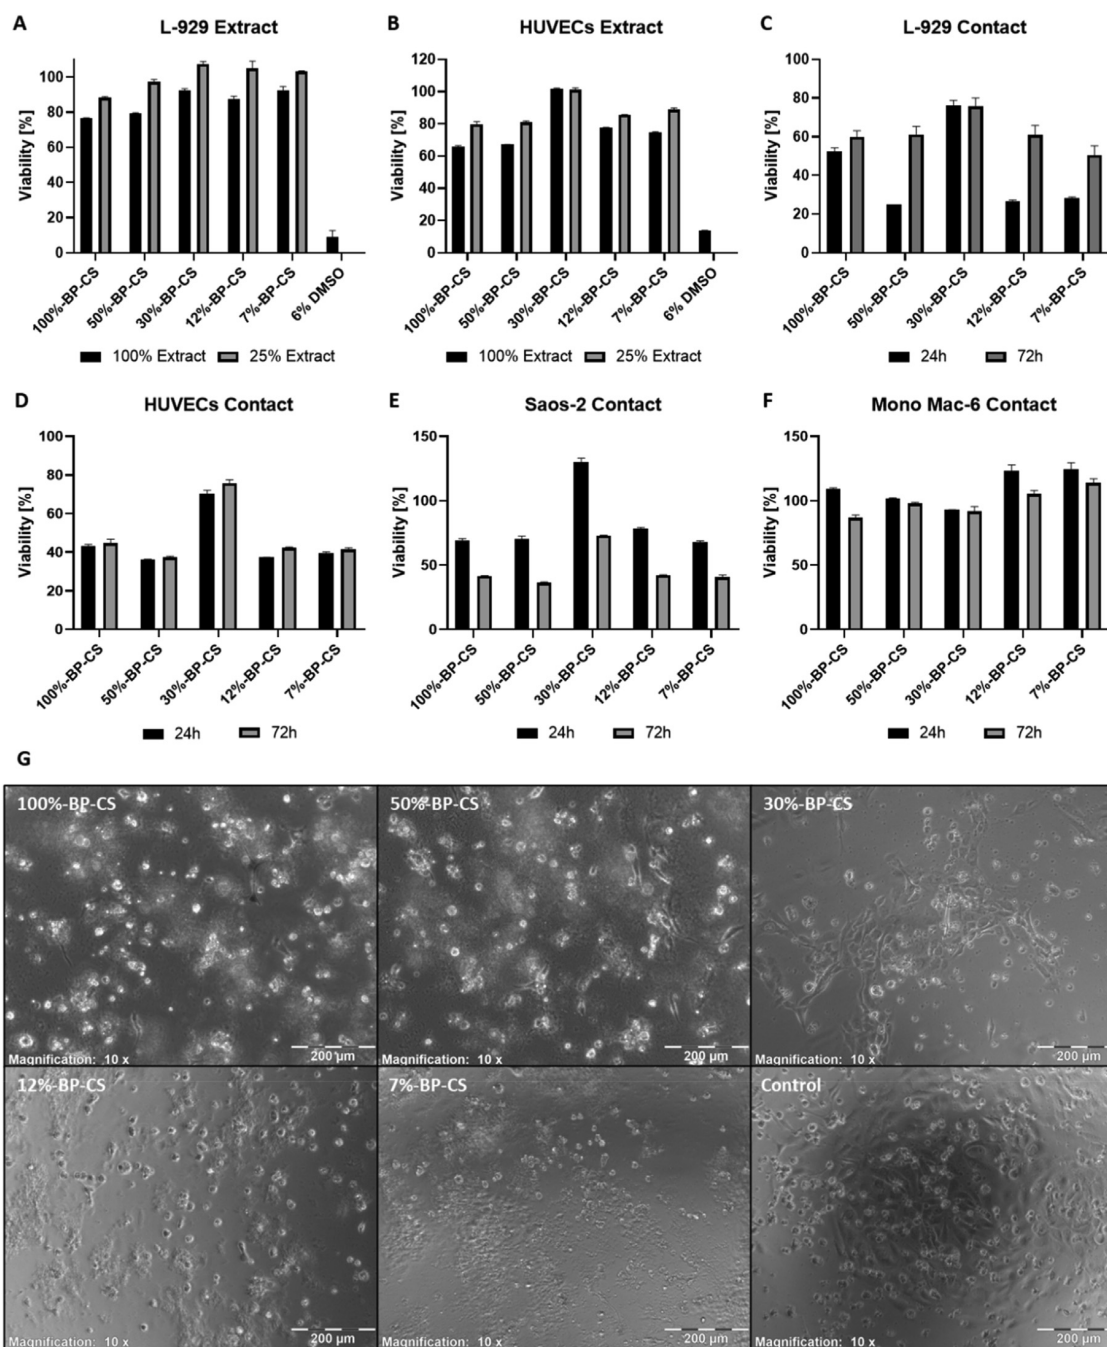 A
L-929 Extract
Viability [%]
100
80
60
40
20
0
100%-BP-CS
50%-BP-CS
30%-BP-CS
12%-BP-CS
7%-BP-CS
6% DMSO
100% Extract
25% Extract
B
HUVECs Extract
Viability [%]
120
100
80
60
40
20
0
100%-BP-CS
50%-BP-CS
30%-BP-CS
12%-BP-CS
7%-BP-CS
6% DMSO
100% Extract
25% Extract
C
L-929 Contact
Viability [%]
100
80
60
40
20
0
100%-BP-CS
50%-BP-CS
30%-BP-CS
12%-BP-CS
7%-BP-CS
24h
72h
D
HUVECs Contact
Viability [%]
100
80
60
40
20
0
100%-BP-CS
50%-BP-CS
30%-BP-CS
12%-BP-CS
7%-BP-CS
24h
72h
E
Saos-2 Contact
Viability [%]
150
100
50
0
100%-BP-CS
50%-BP-CS
30%-BP-CS
12%-BP-CS
7%-BP-CS
24h
72h
F
Mono Mac-6 Contact
Viability [%]
150
100
50
0
100%-BP-CS
50%-BP-CS
30%-BP-CS
12%-BP-CS
7%-BP-CS
24h
72h
G
100%-BP-CS
Magnification: 10 x
200 µm
50%-BP-CS
Magnification: 10 x
200 µm
30%-BP-CS
Magnification: 10 x
200 µm
12%-BP-CS
Magnification: 10 x
200 µm
7%-BP-CS
Magnification: 10 x
200 µm
Control
Magnification: 10 x
200 µm